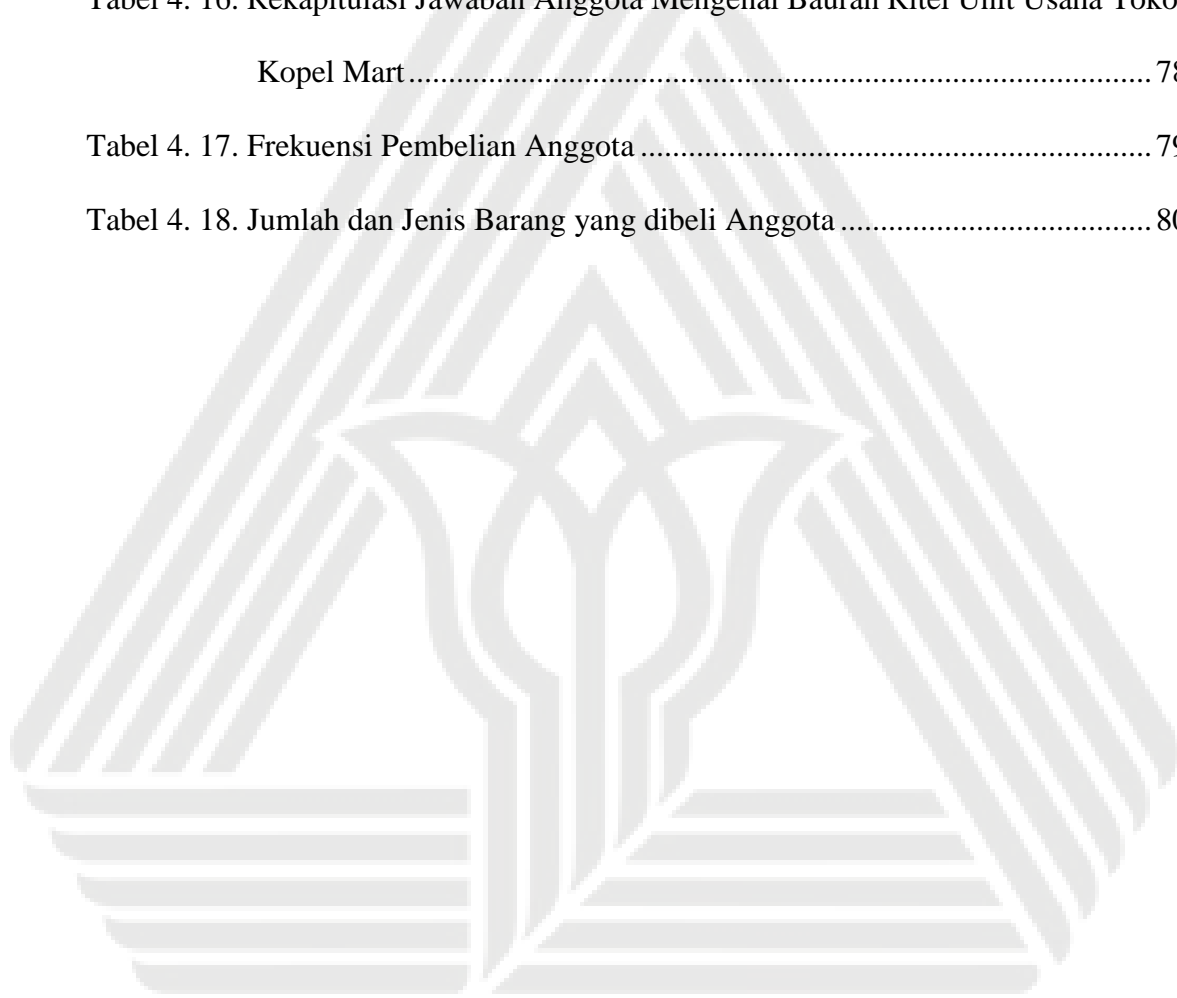 Tabel 4. 16. Rekapitulasi Jawaban Anggota Mengenai Bauran Ritel Unit Usaha Toko
Kopel Mart ........................................................................................... 78
Tabel 4. 17. Frekuensi Pembelian Anggota ................................................................ 79
Tabel 4. 18. Jumlah dan Jenis Barang yang dibeli Anggota ....................................... 80